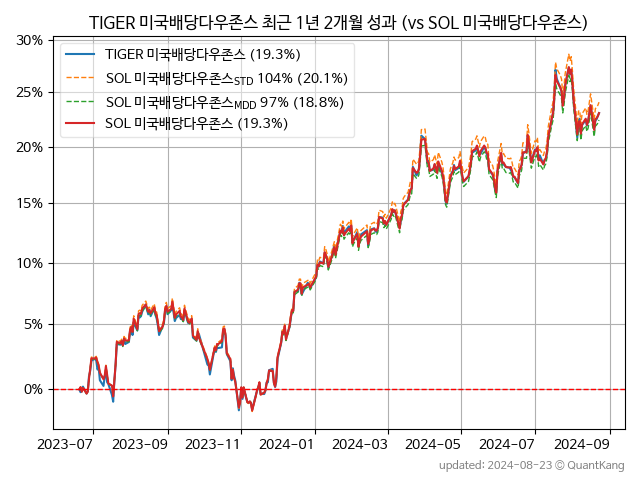 TIGER 미국배당다우존스 최근 1년 2개월 성과 (vs SOL 미국배당다우존스)
30%
25%
20%
15%
10%
5%
0%
TIGER 미국배당다우존스 (19.3%)
SOL 미국배당다우존스STD 104% (20.1%)
SOL 미국배당다우존스MDD 97% (18.8%)
SOL 미국배당다우존스 (19.3%)
2023-07 2023-09 2023-11 2024-01 2024-03 2024-05 2024-07 2024-09
updated: 2024-08-23 © QuantKang